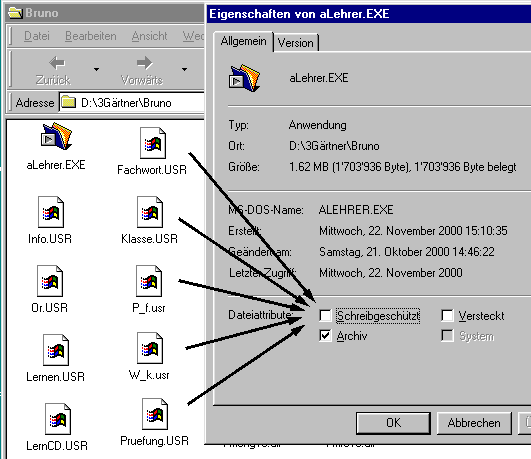 Bruno
Datei Bearbeiten Ansicht
Zurück Vorwärts
Adresse D:\3Gärtner\Bruno
aLehrer.EXE
Fachwort.USR
Info.USR
Klasse.USR
Or.USR
P_f.usr
Lernen.USR
W_k.usr
LernCD.USR
Pruefung.USR
Eigenschaften von aLehrer.EXE
Allgemein Version
aLehrer.EXE
Typ: Anwendung
Ort: D:\3Gärtner\Bruno
Größe: 1.62 MB (1'703'936 Byte), 1'703'936 Byte belegt
MS-DOS-Name: ALEHRER.EXE
Erstellt: Mittwoch, 22. November 2000 15:10:35
Geändert am: Samstag, 21. Oktober 2000 14:46:22
Letzter Zugriff: Mittwoch, 22. November 2000
Dateiattribute: Schreibgeschützt Versteckt
Archiv System
OK Abbrechen